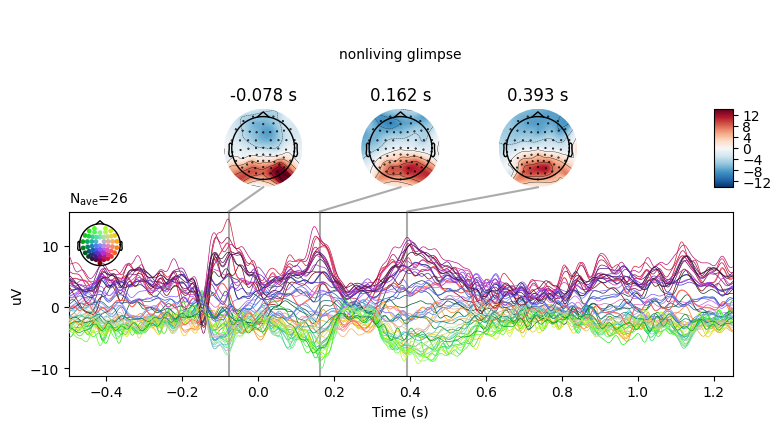 nonliving glimpse
-0.078 s 0.162 s 0.393 s
12
8
4
0
−4
−8
−12
Nave=26
10
0
−10
uV
−0.4 −0.2 0.0 0.2 0.4 0.6 0.8 1.0 1.2
Time (s)